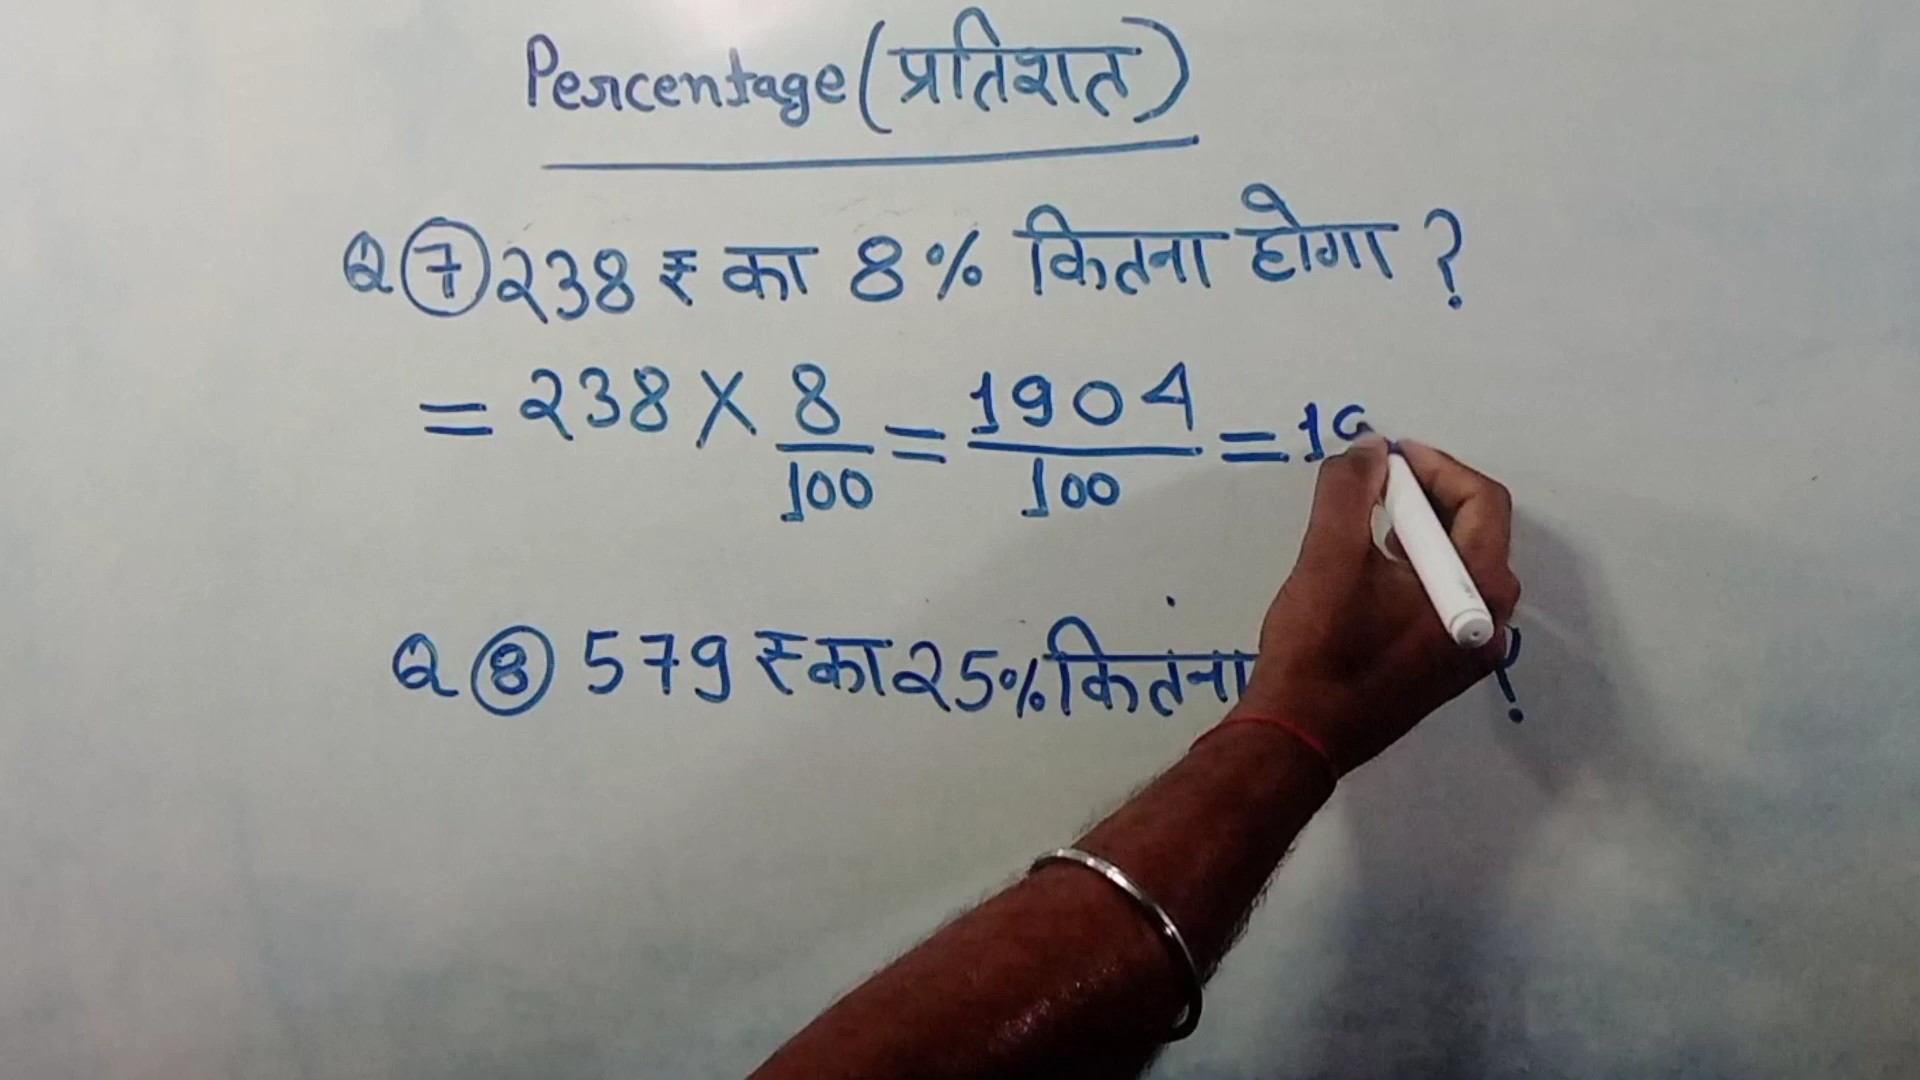 Percentage (प्रतिशत)
Q 7 238 ₹ का 8% कितना होगा ?
= 238 X 8/100 = 1904/100 = 19
Q 8 579 ₹ का 25% कितना ?